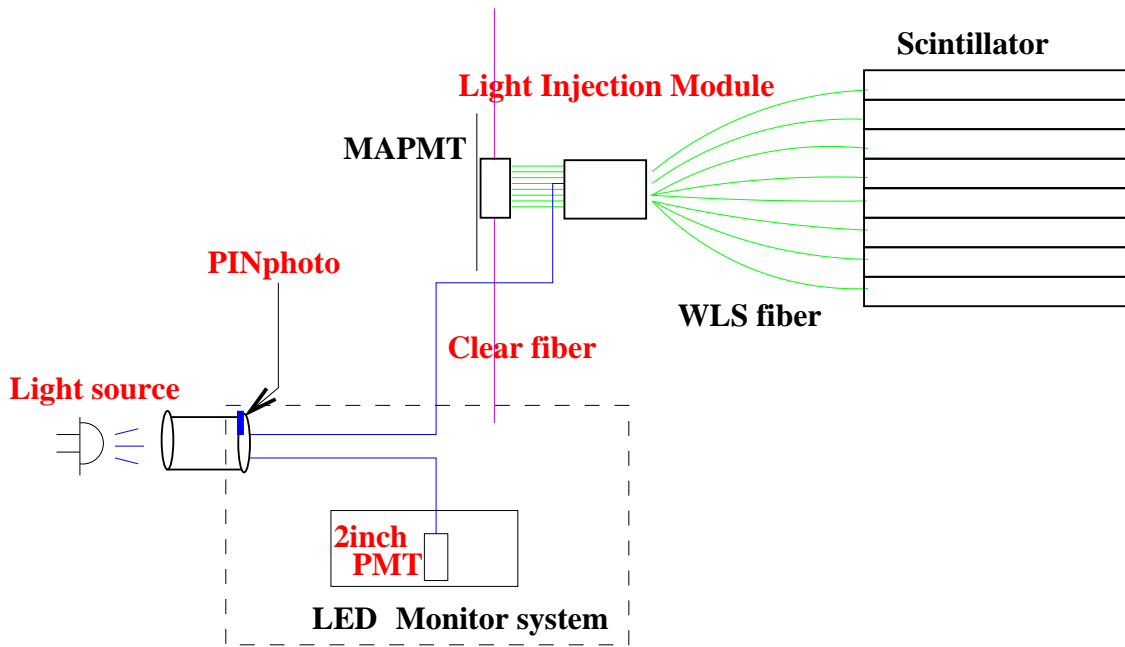 Scintillator
Light Injection Module
MAPMT
PINphoto
WLS fiber
Clear fiber
Light source
2inch
PMT
LED Monitor system